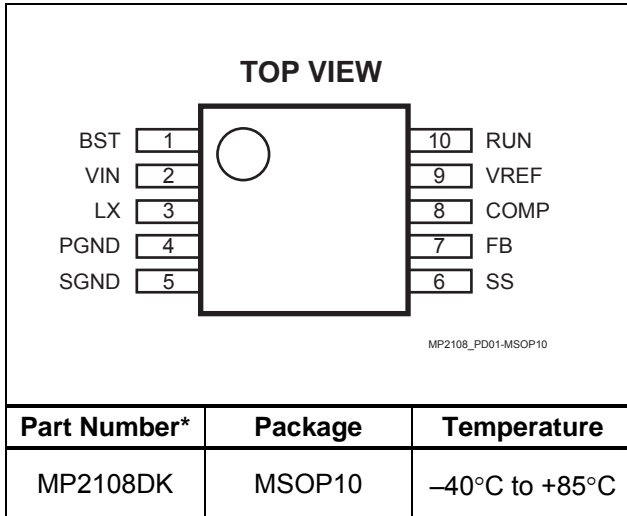 TOP VIEW
BST 1 10 RUN
VIN 2 9 VREF
LX 3 8 COMP
PGND 4 7 FB
SGND 5 6 SS
MP2108_PD01-MSOP10
Part Number* Package Temperature
MP2108DK MSOP10 –40°C to +85°C